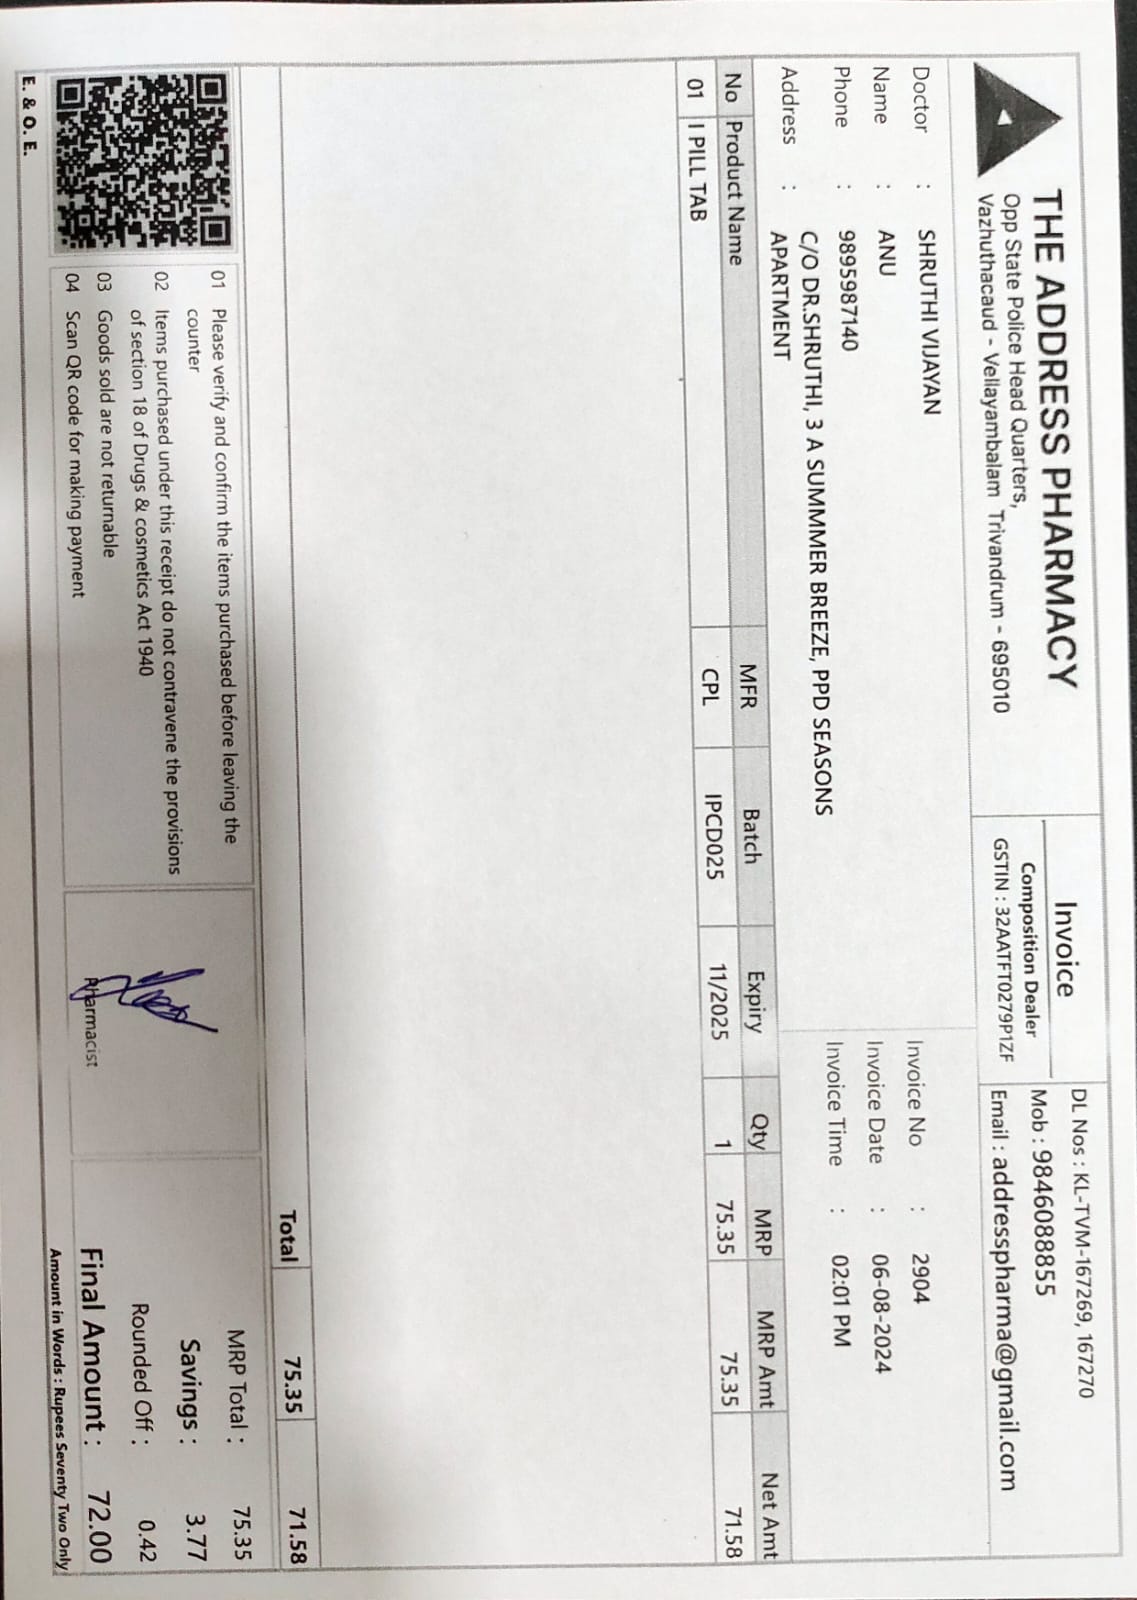 THE ADDRESS PHARMACY
Opp State Police Head Quarters,
Vazhuthacaud - Vellayambalam Trivandrum - 695010
Invoice
Composition Dealer
GSTIN : 32AATFT0279P1ZF
DL Nos : KL-TVM-167269, 167270
Mob : 9846088855
Email : addresspharma@gmail.com
Doctor : SHRUTHI VIJAYAN
Name : ANU
Phone : 9895987140
Address : C/O DR.SHRUTHI, 3 A SUMMMER BREEZE, PPD SEASONS
APARTMENT
Invoice No : 2904
Invoice Date : 06-08-2024
Invoice Time : 02:01 PM
No Product Name MFR Batch Expiry Qty MRP MRP Amt Net Amt
01 I PILL TAB CPL IPCD025 11/2025 1 75.35 75.35 71.58
Total 75.35 71.58
01 Please verify and confirm the items purchased before leaving the
counter
02 Items purchased under this receipt do not contravene the provisions
of section 18 of Drugs & cosmetics Act 1940
03 Goods sold are not returnable
04 Scan QR code for making payment
E. & O. E.
Pharmacist
MRP Total : 75.35
Savings : 3.77
Rounded Off : 0.42
Final Amount : 72.00
Amount in Words : Rupees Seventy Two Only